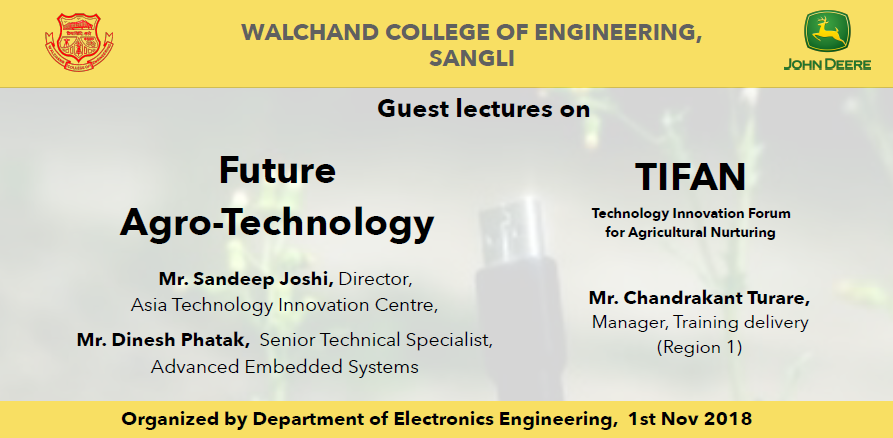 WALCHAND COLLEGE OF ENGINEERING,
SANGLI
JOHN DEERE
Guest lectures on
Future
Agro-Technology
Mr. Sandeep Joshi, Director,
Asia Technology Innovation Centre,
Mr. Dinesh Phatak, Senior Technical Specialist,
Advanced Embedded Systems
TIFAN
Technology Innovation Forum
for Agricultural Nurturing
Mr. Chandrakant Turare,
Manager, Training delivery
(Region 1)
Organized by Department of Electronics Engineering, 1st Nov 2018